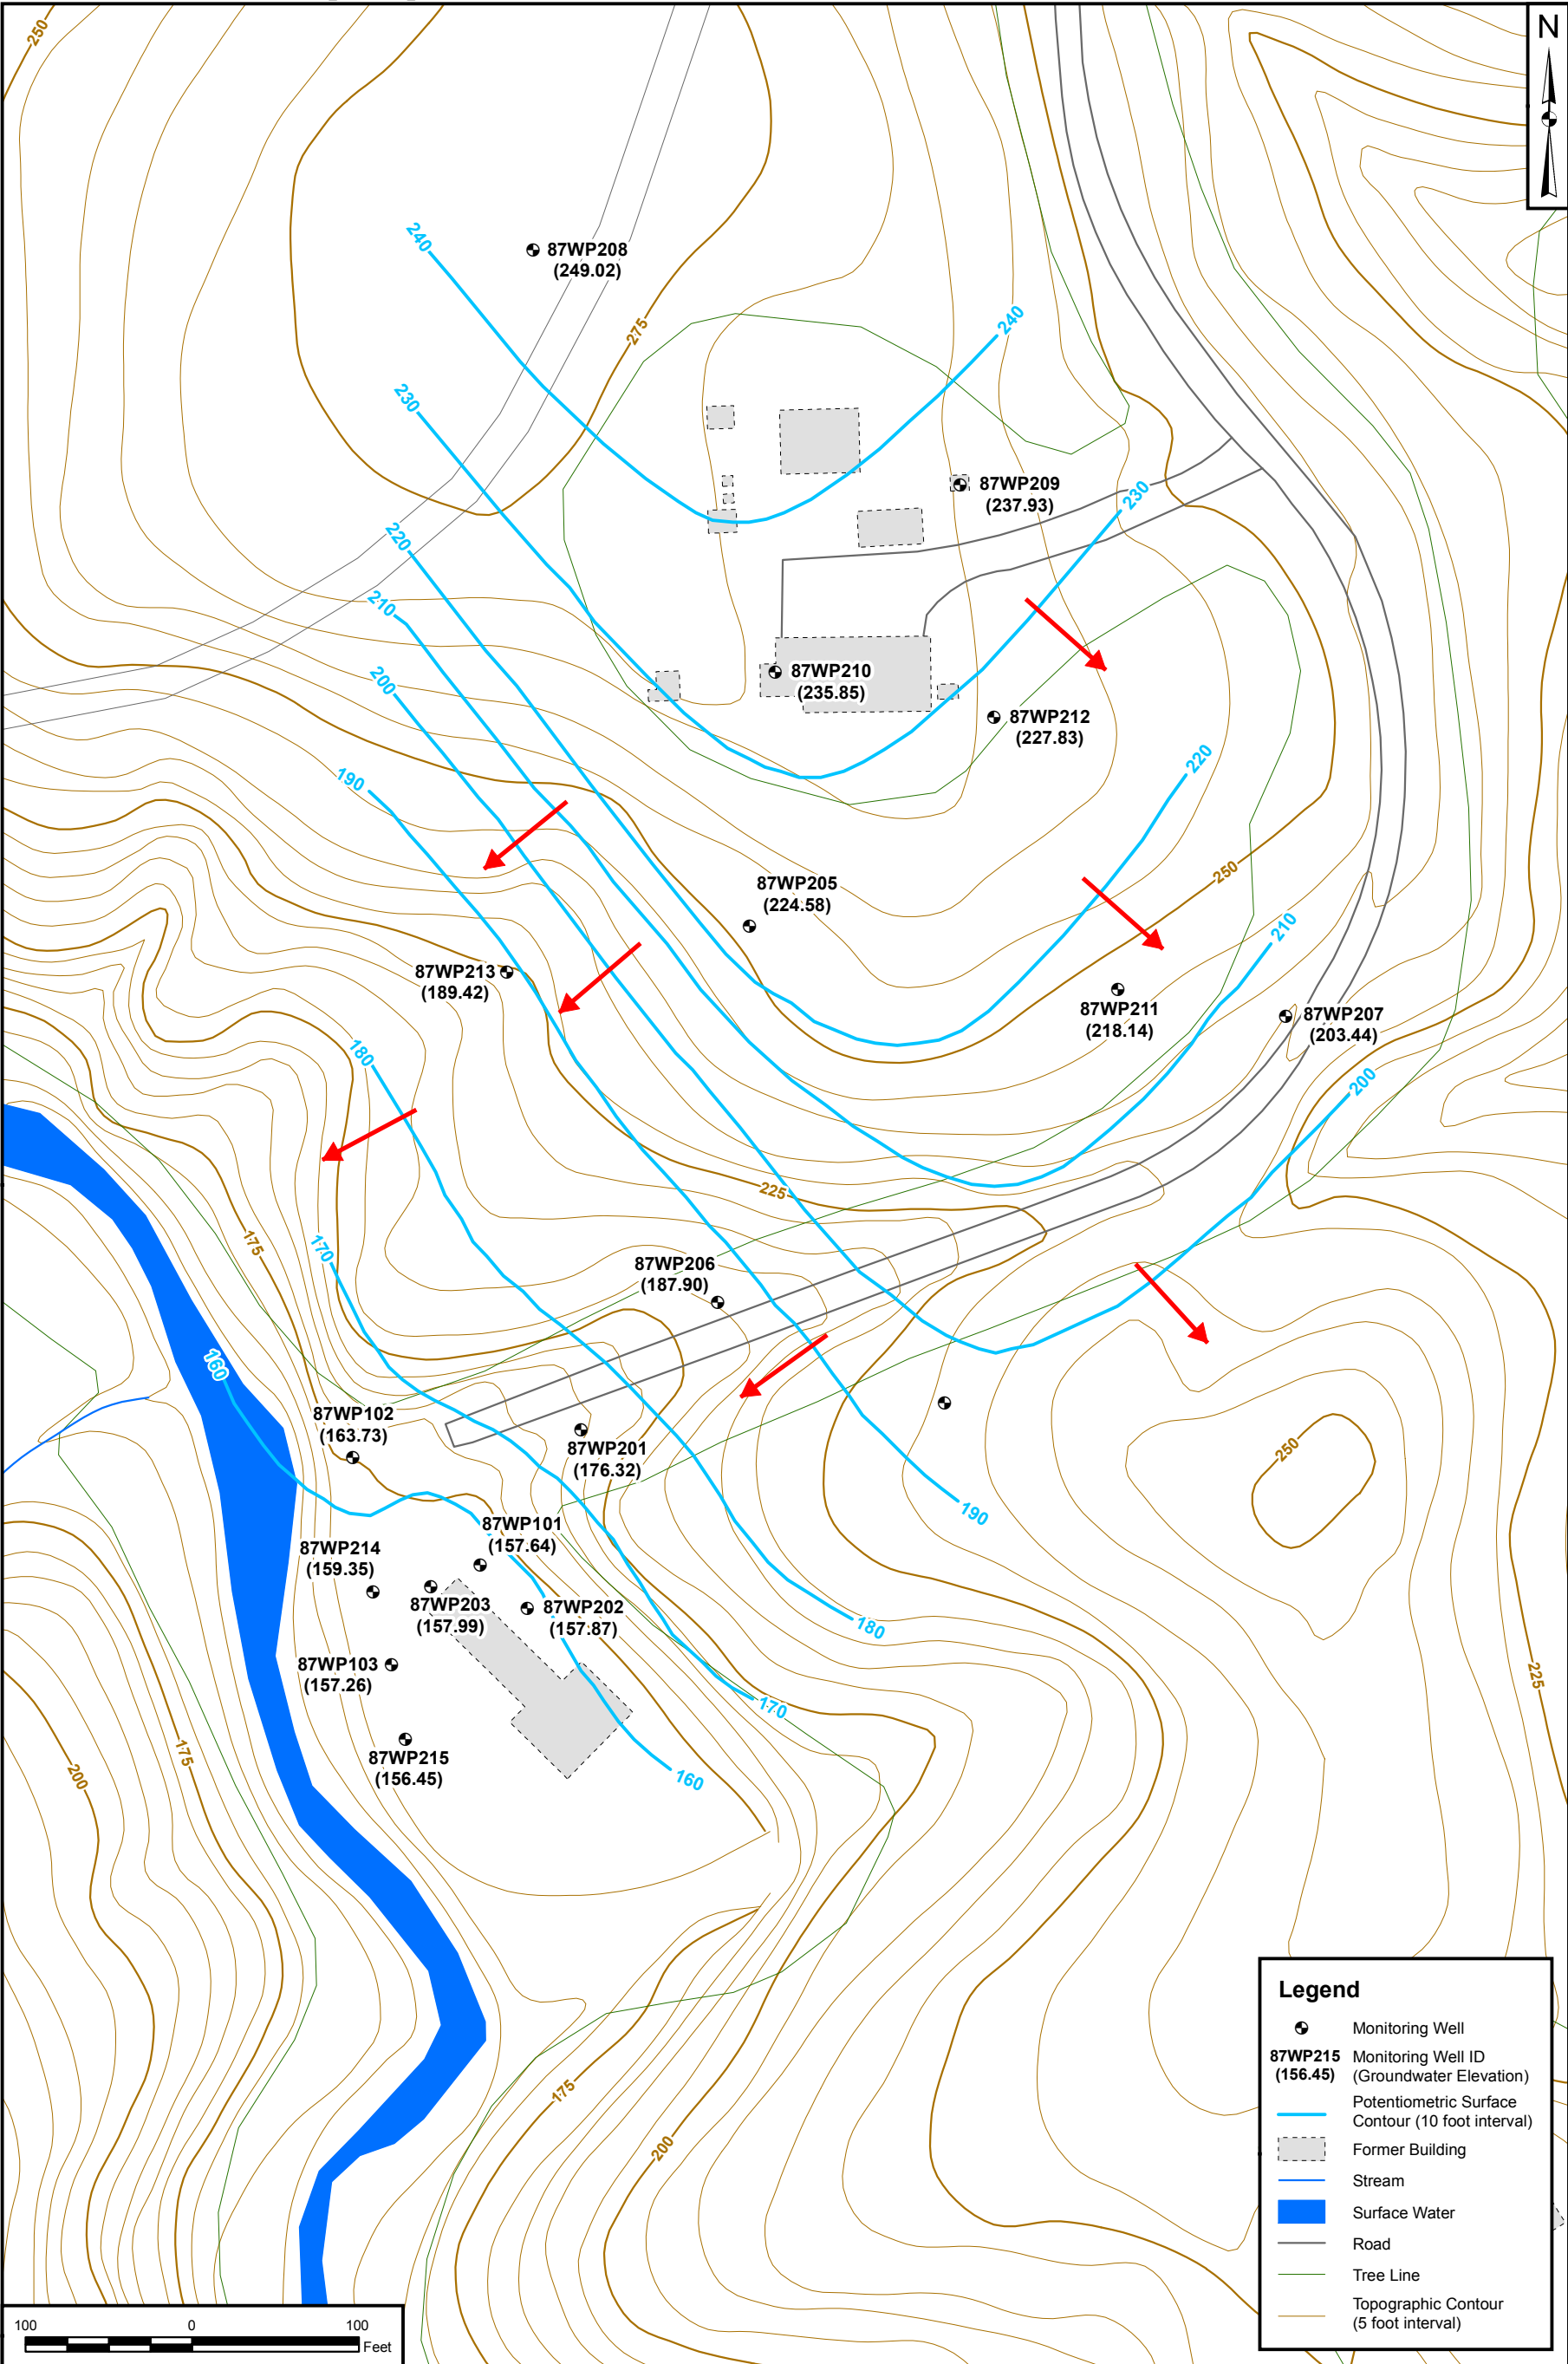 250
N
240
87WP208
(249.02)
275
240
230
87WP209
(237.93)
230
220
210
87WP210
(235.85)
200
87WP212
(227.83)
190
220
87WP205
(224.58)
250
210
87WP213
(189.42)
87WP211
(218.14)
87WP207
(203.44)
180
200
225
175
170
87WP206
(187.90)
160
87WP102
(163.73)
87WP201
(176.32)
250
190
87WP101
(157.64)
87WP214
(159.35)
87WP203
(157.99)
87WP202
(157.87)
180
87WP103
(157.26)
225
170
175
87WP215
(156.45)
200
160
175
200
Legend
Monitoring Well
87WP215 Monitoring Well ID
(156.45) (Groundwater Elevation)
Potentiometric Surface
Contour (10 foot interval)
Former Building
Stream
Surface Water
Road
Tree Line
Topographic Contour
(5 foot interval)
100 0 100
Feet